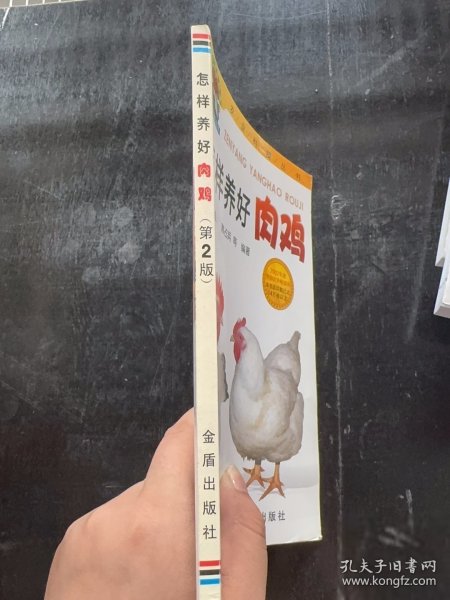 怎样养好肉鸡(第2版)
金盾出版社
ZENYANG YANGHAO ROUJI
样养好肉鸡
等 编著
出版社
孔夫子旧书网
www.kongfz.com